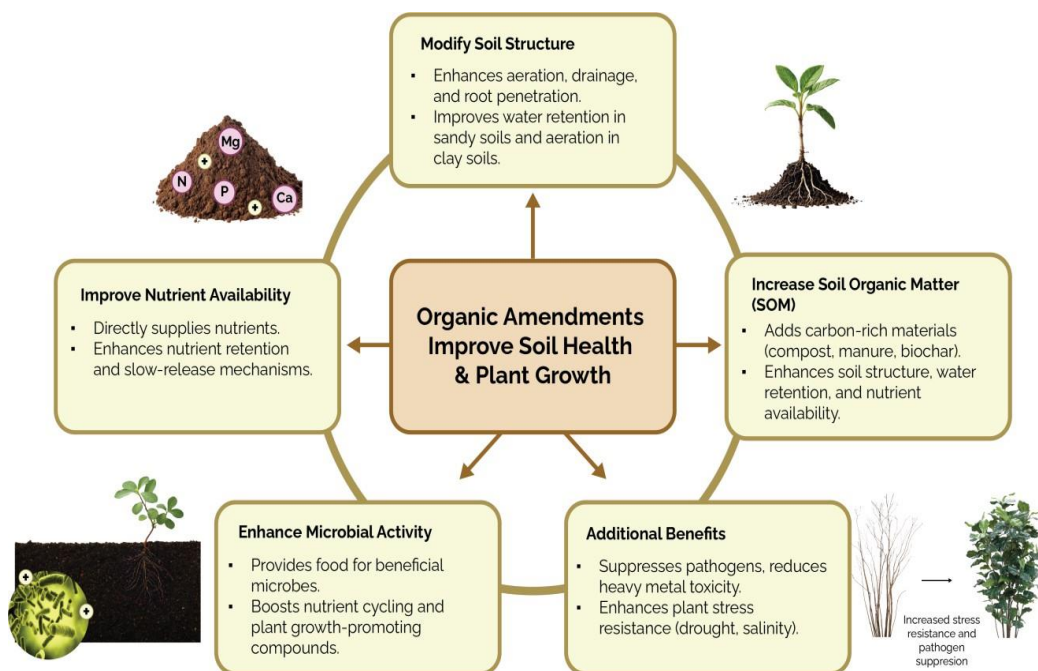 Modify Soil Structure
▪ Enhances aeration, drainage,
and root penetration.
▪ Improves water retention in
sandy soils and aeration in
clay soils.
Mg
+
N
P
+
Ca
Improve Nutrient Availability
▪ Directly supplies nutrients.
▪ Enhances nutrient retention
and slow-release mechanisms.
Organic Amendments
Improve Soil Health
& Plant Growth
Increase Soil Organic Matter
(SOM)
▪ Adds carbon-rich materials
(compost, manure, biochar).
▪ Enhances soil structure, water
retention, and nutrient
availability.
+
+
Enhance Microbial Activity
▪ Provides food for beneficial
microbes.
▪ Boosts nutrient cycling and
plant growth-promoting
compounds.
Additional Benefits
▪ Suppresses pathogens, reduces
heavy metal toxicity.
▪ Enhances plant stress
resistance (drought, salinity).
Increased stress
resistance and
pathogen
suppresion